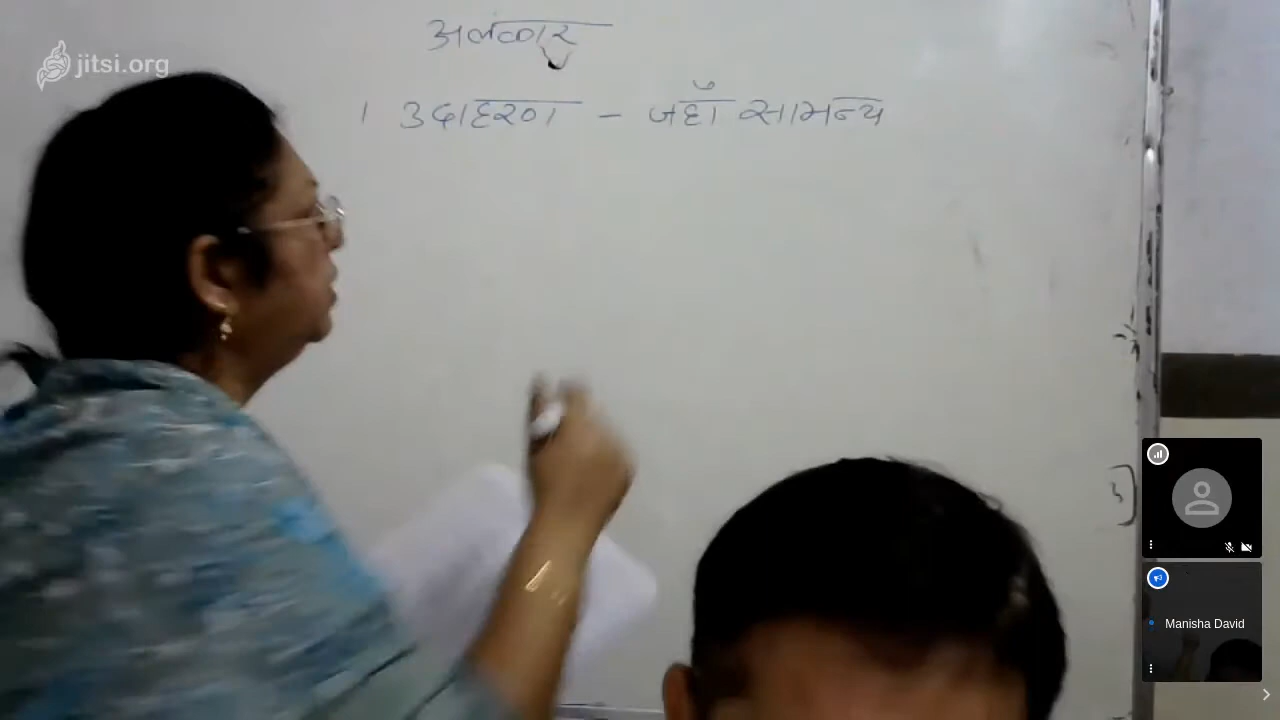 jitsi.org
अलंकार
1 उदाहरण - जहाँ सामन्य
Manisha David